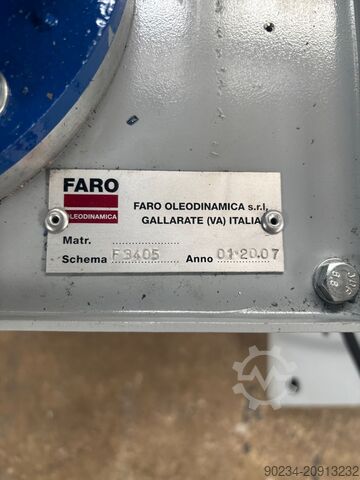 FARO
OLEODINAMICA
FARO OLEODINAMICA s.r.l.
GALLARATE (VA) ITALIA
Matr.
Schema F3405 Anno 01·2007
8.8
90234-20913232